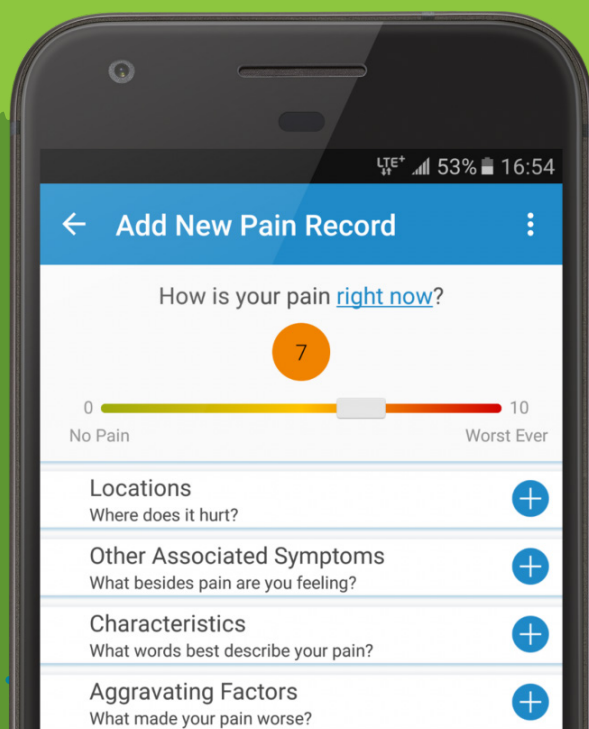 LTE+ 53% 16:54
Add New Pain Record
How is your pain right now?
7
0 10
No Pain Worst Ever
Locations
Where does it hurt?
Other Associated Symptoms
What besides pain are you feeling?
Characteristics
What words best describe your pain?
Aggravating Factors
What made your pain worse?